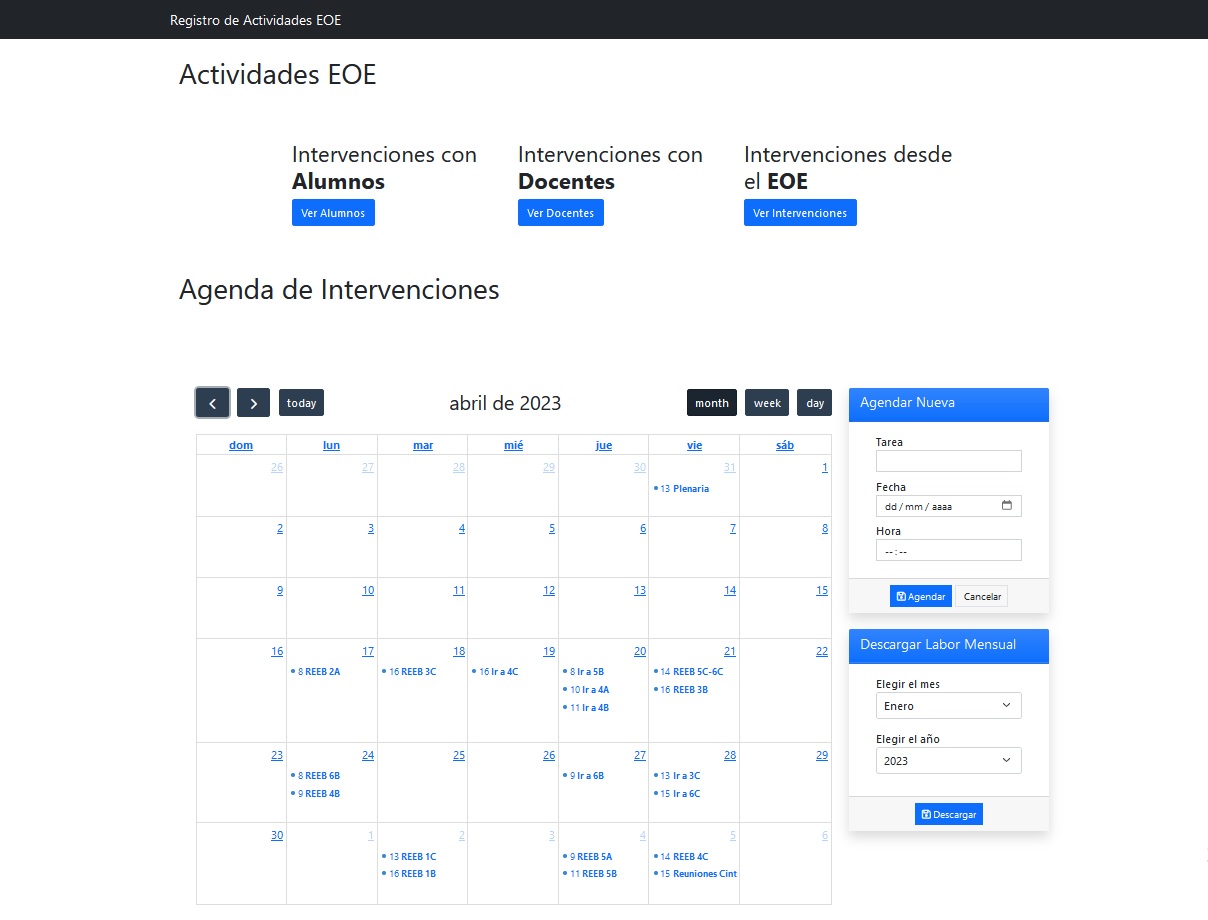 Registro de Actividades EOE
Actividades EOE
Intervenciones con
Alumnos
Ver Alumnos
Intervenciones con
Docentes
Ver Docentes
Intervenciones desde
el EOE
Ver Intervenciones
Agenda de Intervenciones
today
abril de 2023
month week day
dom lun mar mié jue vie sáb
26 27 28 29 30 31 1
13 Plenaria
2 3 4 5 6 7 8
9 10 11 12 13 14 15
16 17 18 19 20 21 22
8 REEB 2A 16 REEB 3C 16 Ir a 4C 8 Ir a 5B 14 REEB 5C-6C
10 Ir a 4A 16 REEB 3B
11 Ir a 4B
23 24 25 26 27 28 29
8 REEB 6B 9 Ir a 6B 13 Ir a 3C
9 REEB 4B 15 Ir a 6C
30 1 2 3 4 5 6
13 REEB 1C 9 REEB 5A 14 REEB 4C
16 REEB 1B 11 REEB 5B 15 Reuniones Cint
Agendar Nueva
Tarea
Fecha
dd / mm / aaaa
Hora
-- : --
Agendar Cancelar
Descargar Labor Mensual
Elegir el mes
Enero
Elegir el año
2023
Descargar